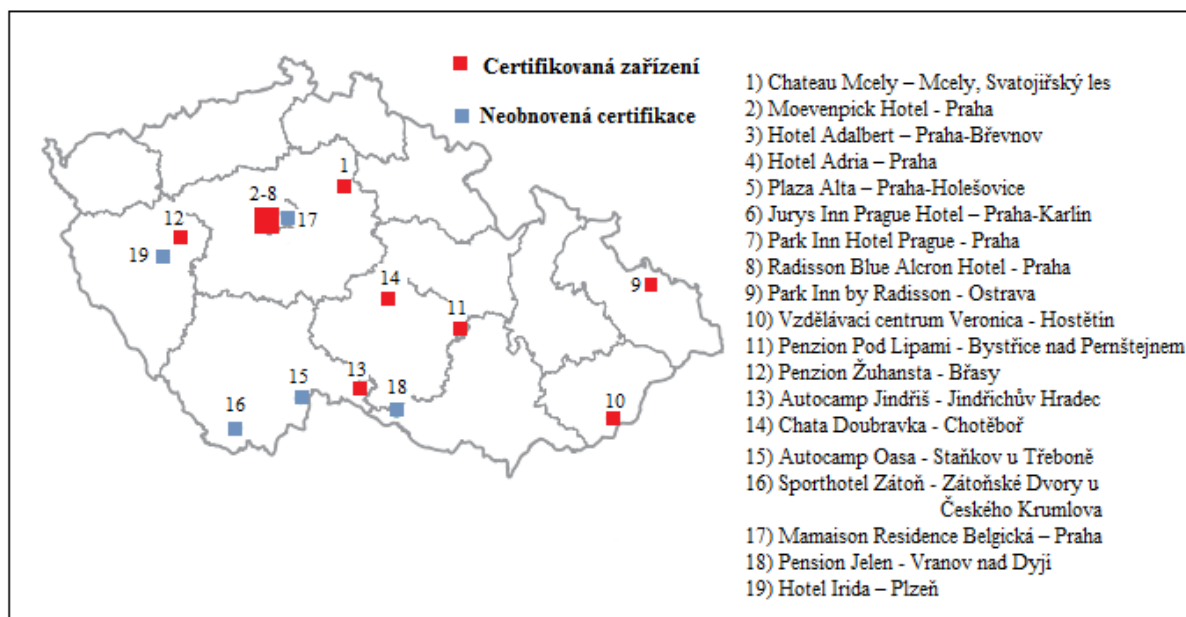 Certifikovaná zařízení
Neobnovená certifikace
1
2-8
17
12
19
14
9
11
13
15
18
16
10
1) Chateau Mcely – Mcely, Svatojiřský les
2) Moevenpick Hotel - Praha
3) Hotel Adalbert – Praha-Břevnov
4) Hotel Adria – Praha
5) Plaza Alta – Praha-Holešovice
6) Jurys Inn Prague Hotel – Praha-Karlín
7) Park Inn Hotel Prague - Praha
8) Radisson Blue Alcron Hotel - Praha
9) Park Inn by Radisson - Ostrava
10) Vzdělávaci centrum Veronica - Hostětín
11) Penzion Pod Lipami - Bystřice nad Pernštejnem
12) Penzion Žuhansta - Břasy
13) Autocamp Jindřiš - Jindřichův Hradec
14) Chata Doubravka - Chotěboř
15) Autocamp Oasa - Staňkov u Třeboně
16) Sporthotel Zátoň - Zátoňské Dvory u
Českého Krumlova
17) Mamaison Residence Belgická – Praha
18) Pension Jelen - Vranov nad Dyjí
19) Hotel Irida – Plzeň